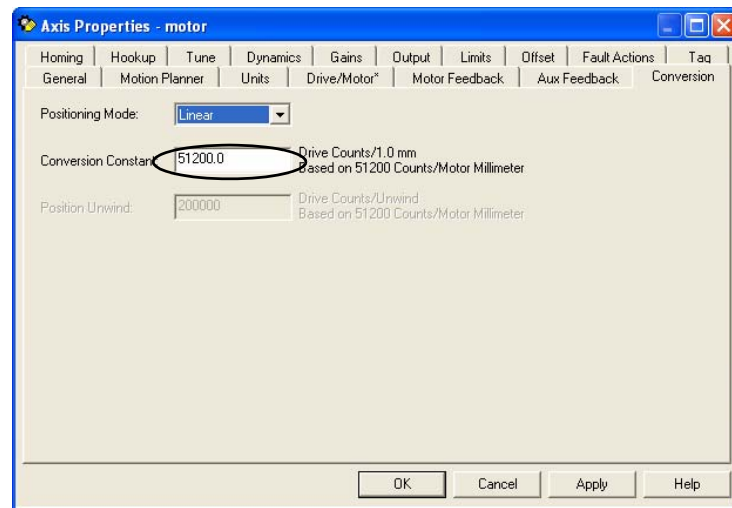 Axis Properties - motor
Homing Hookup Tune Dynamics Gains Output Limits Offset Fault Actions Tag
General Motion Planner Units Drive/Motor* Motor Feedback Aux Feedback Conversion
Positioning Mode: Linear
Conversion Constant: 51200.0 Drive Counts/1.0 mm
Based on 51200 Counts/Motor Millimeter
Position Unwind: 200000 Drive Counts/Unwind
Based on 51200 Counts/Motor Millimeter
OK Cancel Apply Help